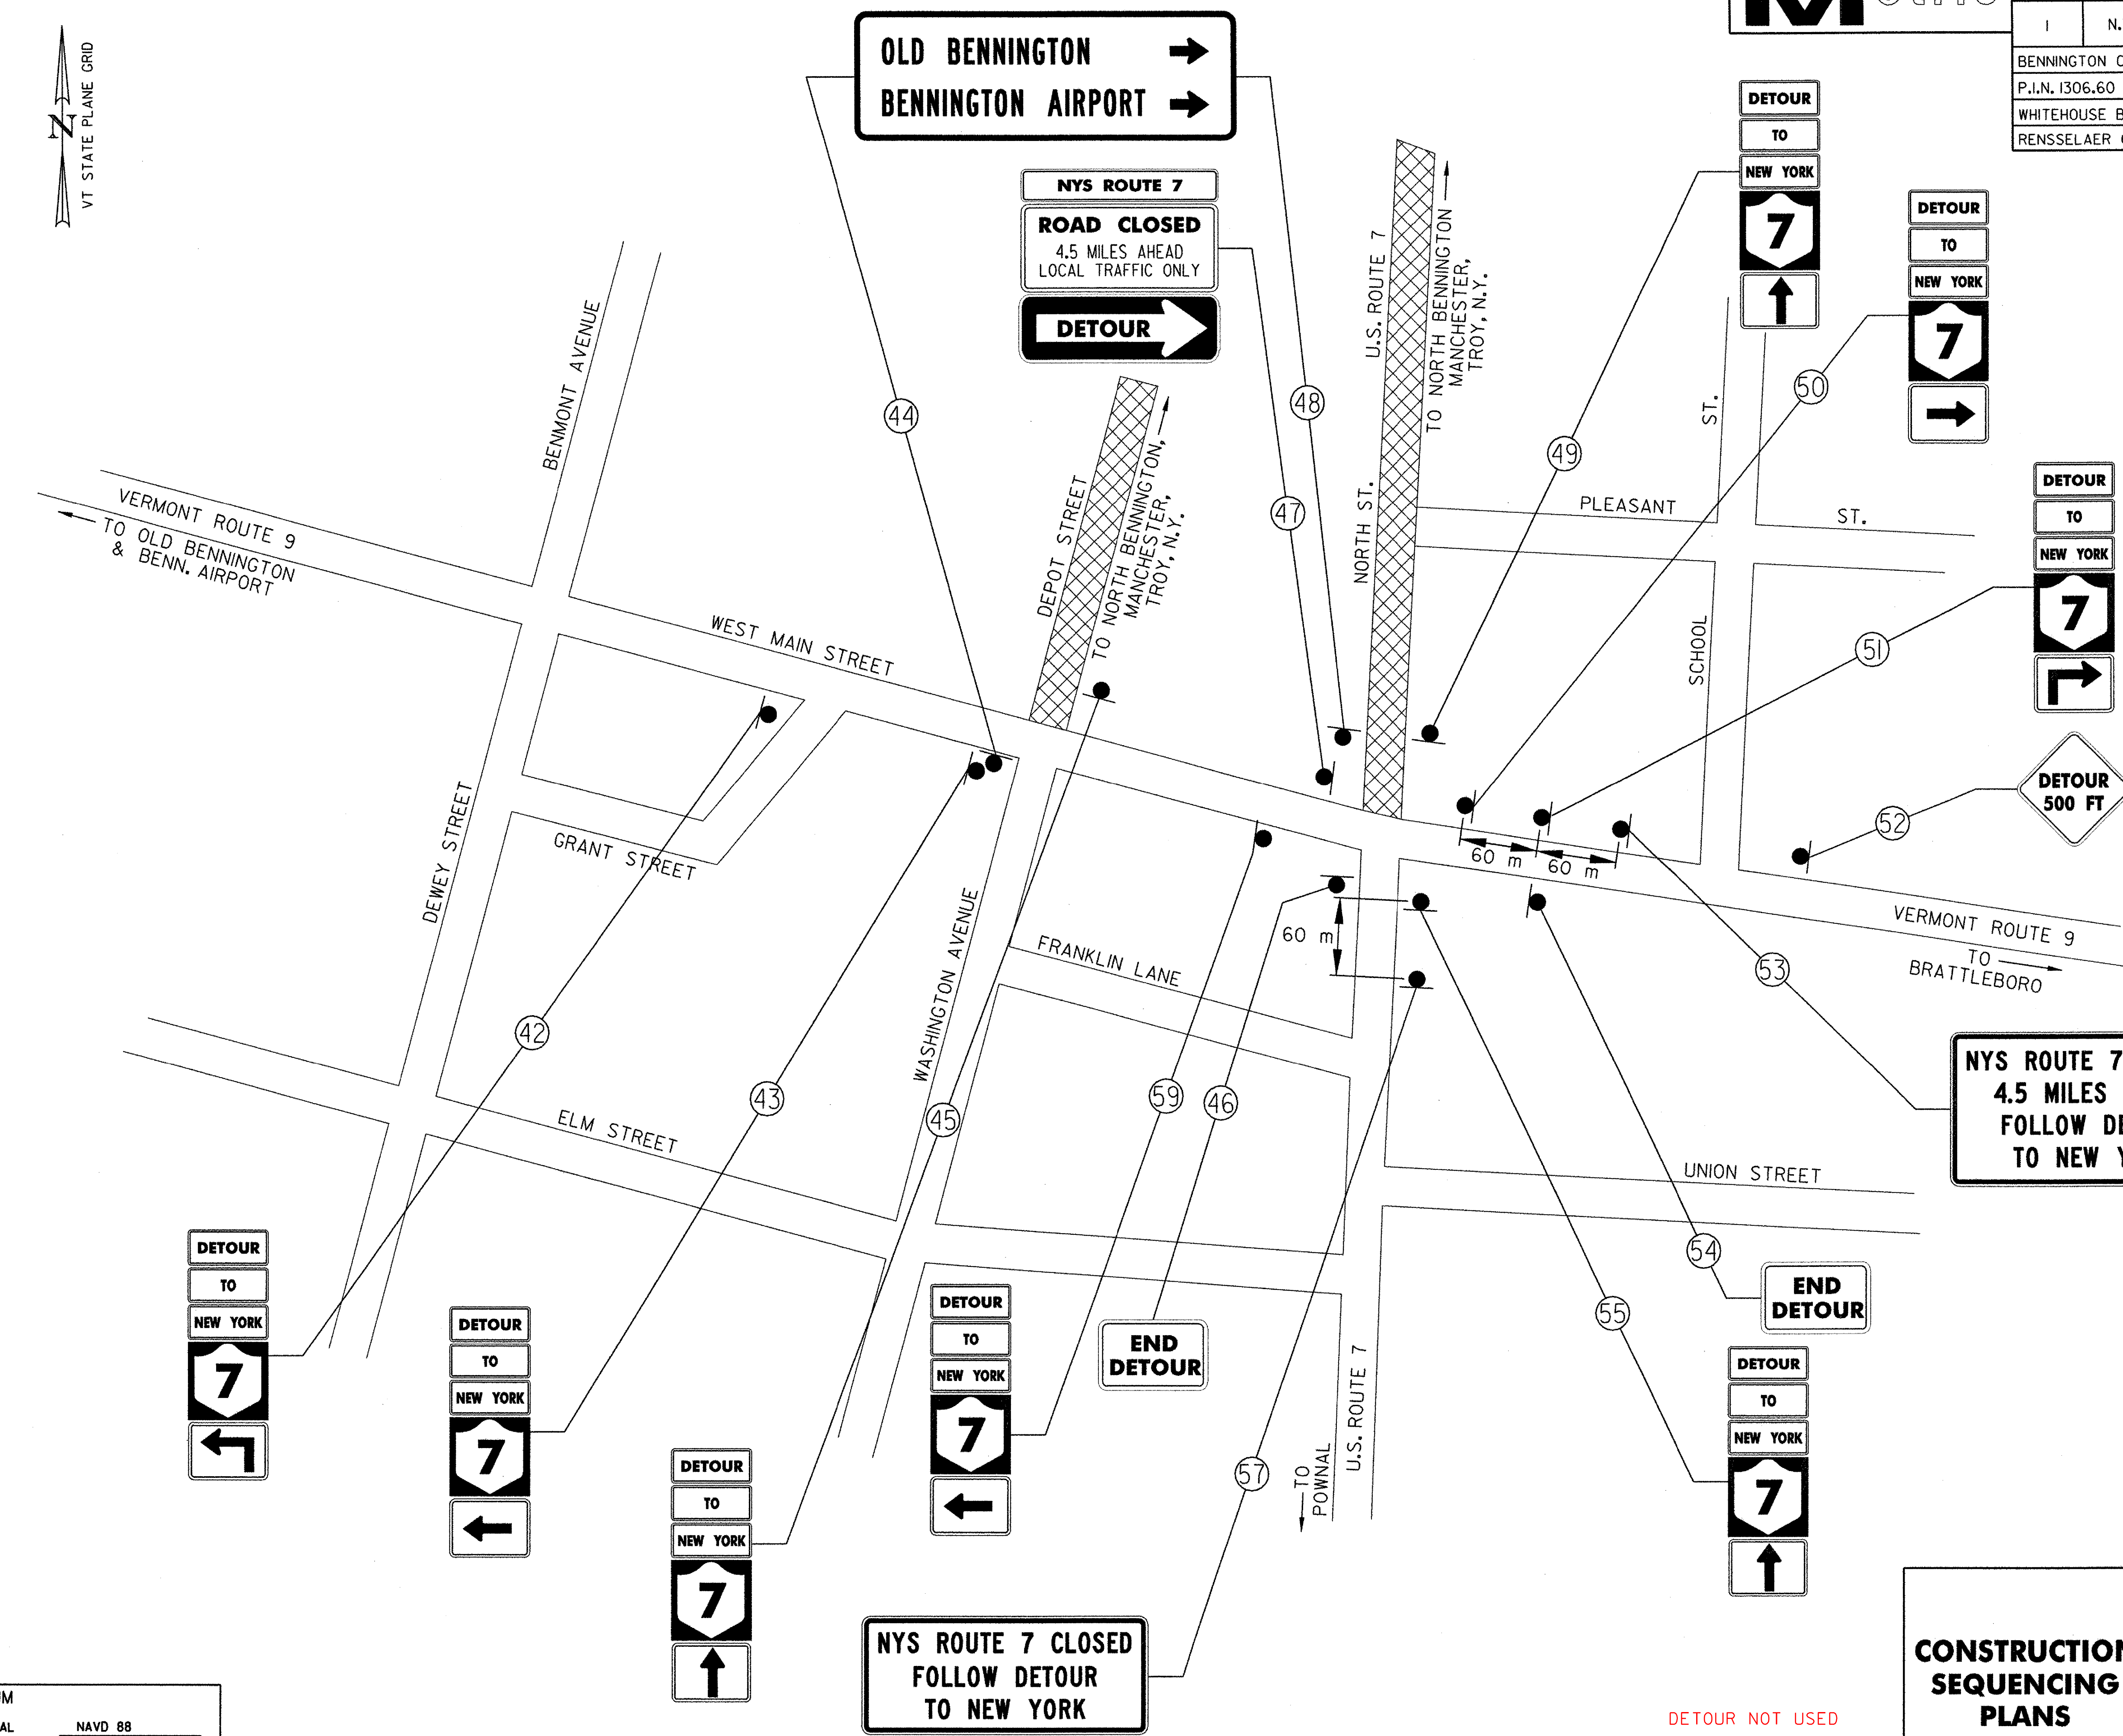 I
N.
BENNINGTON
P.I.N. 1306.60
WHITEHOUSE
RENSSELAER
N
VT STATE PLANE GRID
OLD BENNINGTON
BENNINGTON AIRPORT
NYS ROUTE 7
ROAD CLOSED
4.5 MILES AHEAD
LOCAL TRAFFIC ONLY
DETOUR
DETOUR
TO
NEW YORK
7
DETOUR
TO
NEW YORK
7
DETOUR
TO
NEW YORK
7
DETOUR
500 FT
44
48
47
49
50
51
52
BENMONT AVENUE
VERMONT ROUTE 9
TO OLD BENNINGTON
& BENN. AIRPORT
WEST MAIN STREET
DEPOT STREET
TO NORTH BENNINGTON,
MANCHESTER,
TROY, N.Y.
U.S. ROUTE 7
NORTH ST.
TO NORTH BENNINGTON
MANCHESTER,
TROY, N.Y.
PLEASANT ST.
SCHOOL ST.
60 m
60 m
60 m
VERMONT ROUTE 9
TO
BRATTLEBORO
DEWEY STREET
GRANT STREET
WASHINGTON AVENUE
FRANKLIN LANE
ELM STREET
UNION STREET
42
43
45
59
46
53
54
55
57
NYS ROUTE 7
4.5 MILES
FOLLOW
TO NEW
DETOUR
TO
NEW YORK
7
DETOUR
TO
NEW YORK
7
DETOUR
TO
NEW YORK
7
DETOUR
TO
NEW YORK
7
END
DETOUR
END
DETOUR
DETOUR
TO
NEW YORK
7
U.S. ROUTE 7
TO
POWNAL
NYS ROUTE 7 CLOSED
FOLLOW DETOUR
TO NEW YORK
NAVD 88
DETOUR NOT USED
CONSTRUCTION
SEQUENCING
PLANS